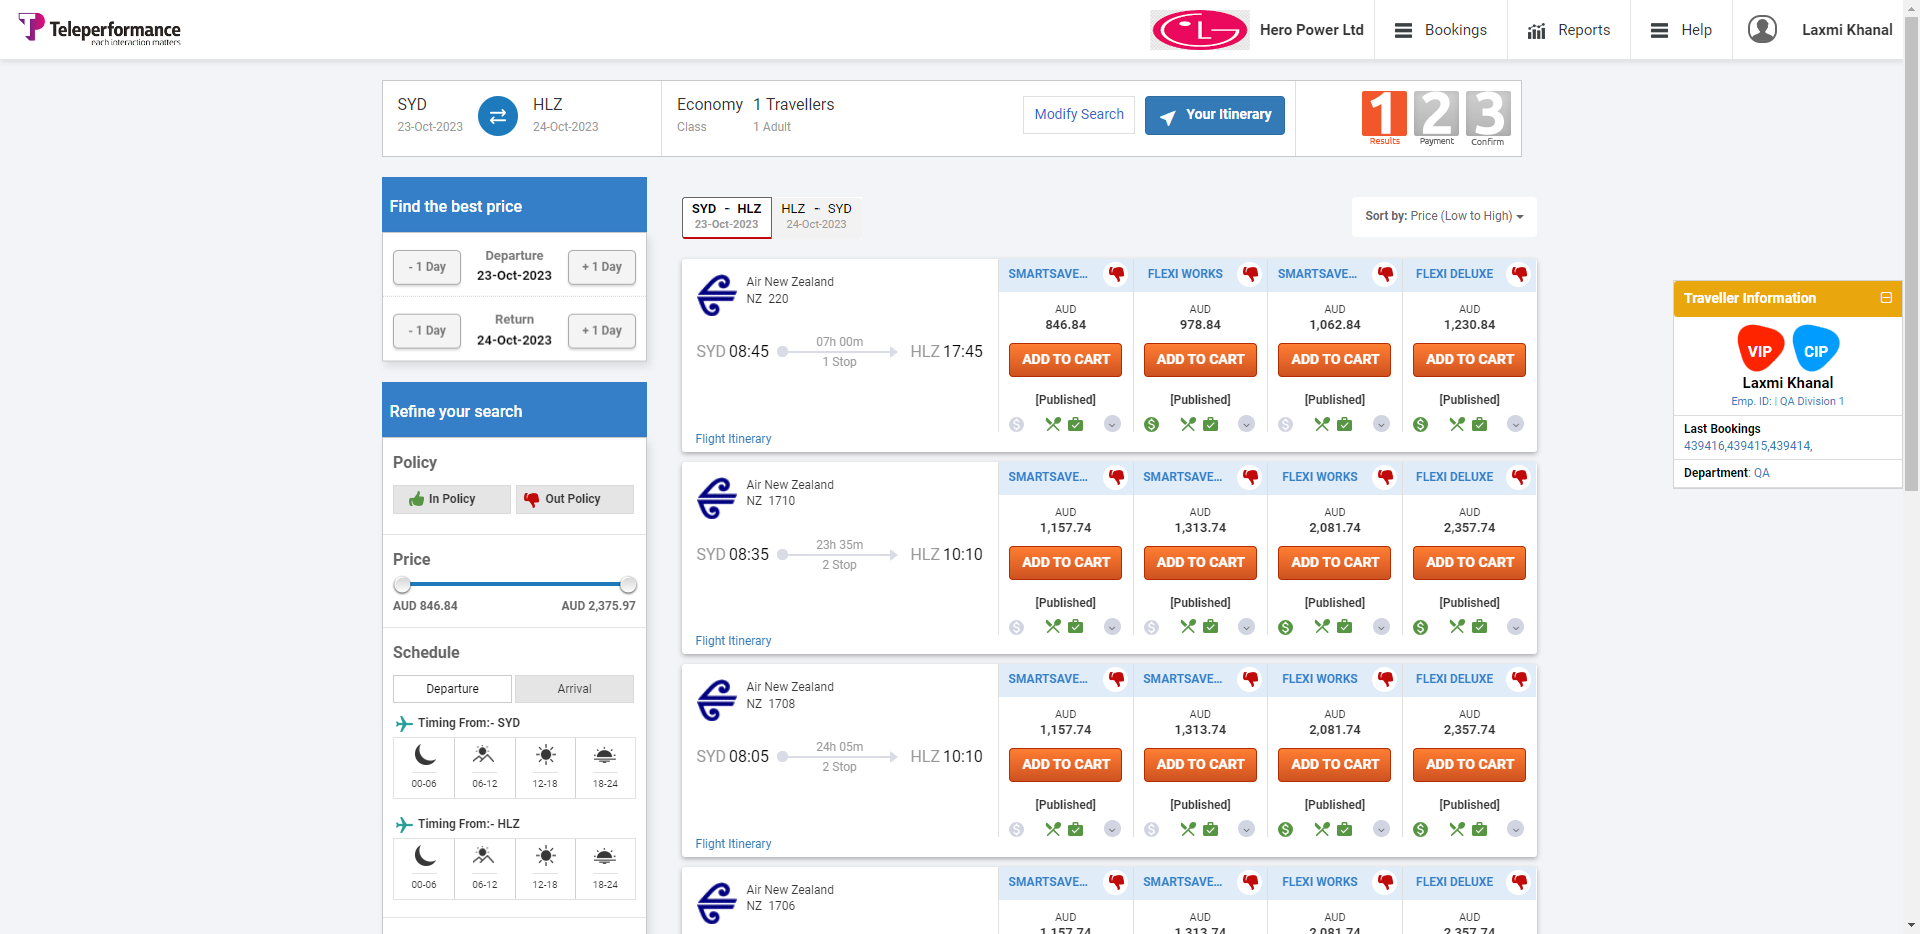 Teleperformance
each interaction matters
LG
Hero Power Ltd
Bookings
Reports
Help
Laxmi Khanal
SYD
23-Oct-2023
HLZ
24-Oct-2023
Economy
Class
1 Travellers
1 Adult
Modify Search
Your Itinerary
1
Results
2
Payment
3
Confirm
Find the best price
- 1 Day
Departure
23-Oct-2023
+ 1 Day
- 1 Day
Return
24-Oct-2023
+ 1 Day
Refine your search
Policy
In Policy
Out Policy
Price
AUD 846.84
AUD 2,375.97
Schedule
Departure
Arrival
Timing From:- SYD
00-06
06-12
12-18
18-24
Timing From:- HLZ
00-06
06-12
12-18
18-24
SYD - HLZ
23-Oct-2023
HLZ - SYD
24-Oct-2023
Sort by: Price (Low to High)
Air New Zealand
NZ 220
SYD 08:45
07h 00m
1 Stop
HLZ 17:45
Flight Itinerary
SMARTSAVE...
AUD
846.84
ADD TO CART
[Published]
FLEXI WORKS
AUD
978.84
ADD TO CART
[Published]
SMARTSAVE...
AUD
1,062.84
ADD TO CART
[Published]
FLEXI DELUXE
AUD
1,230.84
ADD TO CART
[Published]
Air New Zealand
NZ 1710
SYD 08:35
23h 35m
2 Stop
HLZ 10:10
Flight Itinerary
SMARTSAVE...
AUD
1,157.74
ADD TO CART
[Published]
SMARTSAVE...
AUD
1,313.74
ADD TO CART
[Published]
FLEXI WORKS
AUD
2,081.74
ADD TO CART
[Published]
FLEXI DELUXE
AUD
2,357.74
ADD TO CART
[Published]
Air New Zealand
NZ 1708
SYD 08:05
24h 05m
2 Stop
HLZ 10:10
Flight Itinerary
SMARTSAVE...
AUD
1,157.74
ADD TO CART
[Published]
SMARTSAVE...
AUD
1,313.74
ADD TO CART
[Published]
FLEXI WORKS
AUD
2,081.74
ADD TO CART
[Published]
FLEXI DELUXE
AUD
2,357.74
ADD TO CART
[Published]
Air New Zealand
NZ 1706
SMARTSAVE...
AUD
1,157.74
SMARTSAVE...
AUD
1,313.74
FLEXI WORKS
AUD
2,081.74
FLEXI DELUXE
AUD
2,357.74
Traveller Information
VIP
CIP
Laxmi Khanal
Emp. ID: | QA Division 1
Last Bookings
439416,439415,439414,
Department: QA